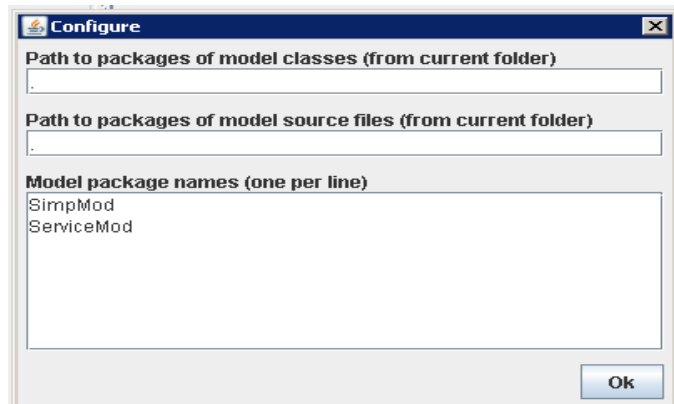 Configure
Path to packages of model classes (from current folder)
.
Path to packages of model source files (from current folder)
.
Model package names (one per line)
SimpMod
ServiceMod
Ok